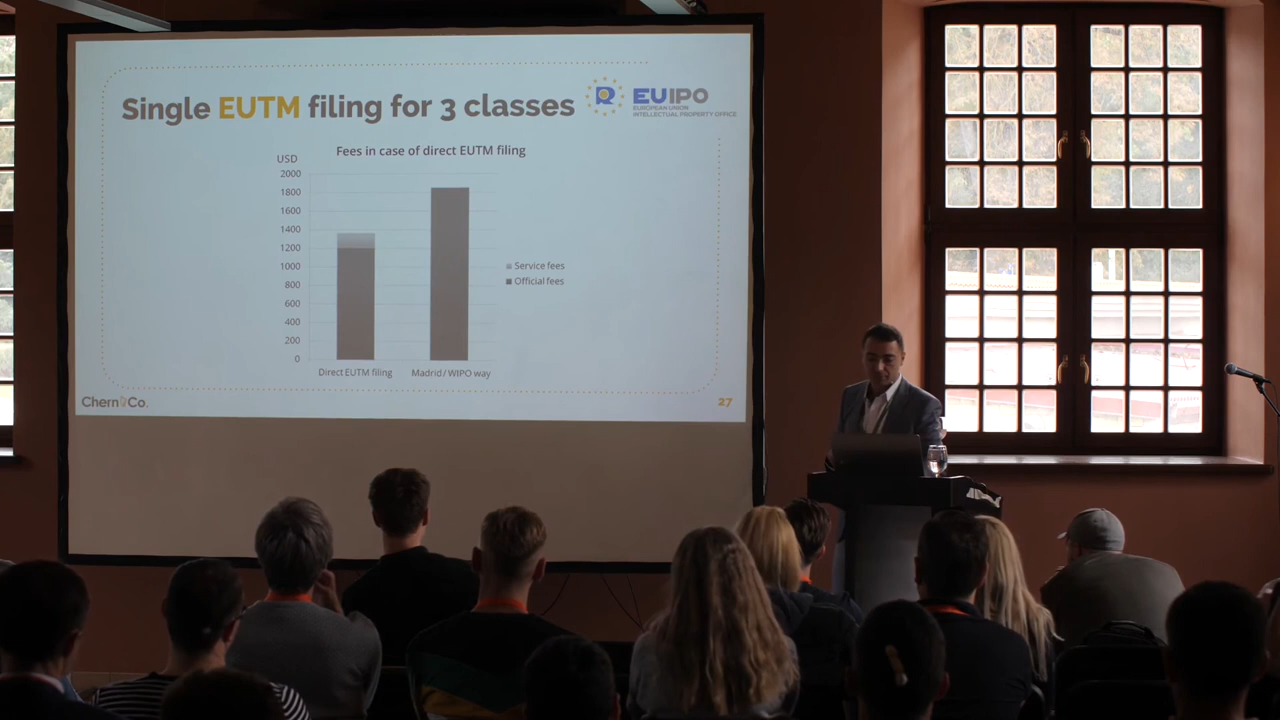 Single EUTM filing for 3 classes
EUIPO
EUROPEAN UNION
INTELLECTUAL PROPERTY OFFICE
Fees in case of direct EUTM filing
USD
2000
1800
1600
1400
1200
1000
800
600
400
200
0
Service fees
Official fees
Direct EUTM filing
Madrid / WIPO way
Chern Co.
27